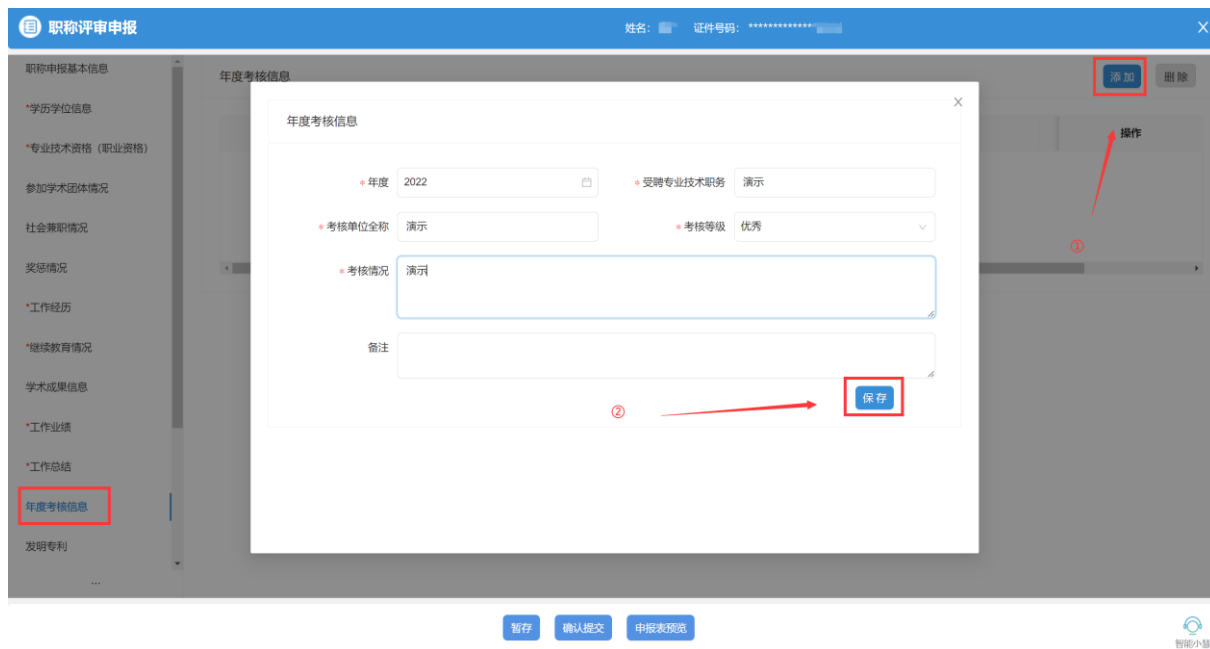 职称评审申报 姓名： 证件号码：************* X
职称申报基本信息
*学历学位信息
*专业技术资格（职业资格）
参加学术团体情况
社会兼职情况
奖惩情况
*工作经历
*继续教育情况
学术成果信息
*工作业绩
*工作总结
年度考核信息
发明专利
...
年度考核信息 添加 删除
操作
①
年度考核信息 X
*年度 2022 *受聘专业技术职务 演示
*考核单位全称 演示 *考核等级 优秀
*考核情况 演示
备注
② 保存
暂存 确认提交 申报表预览
智能小慧